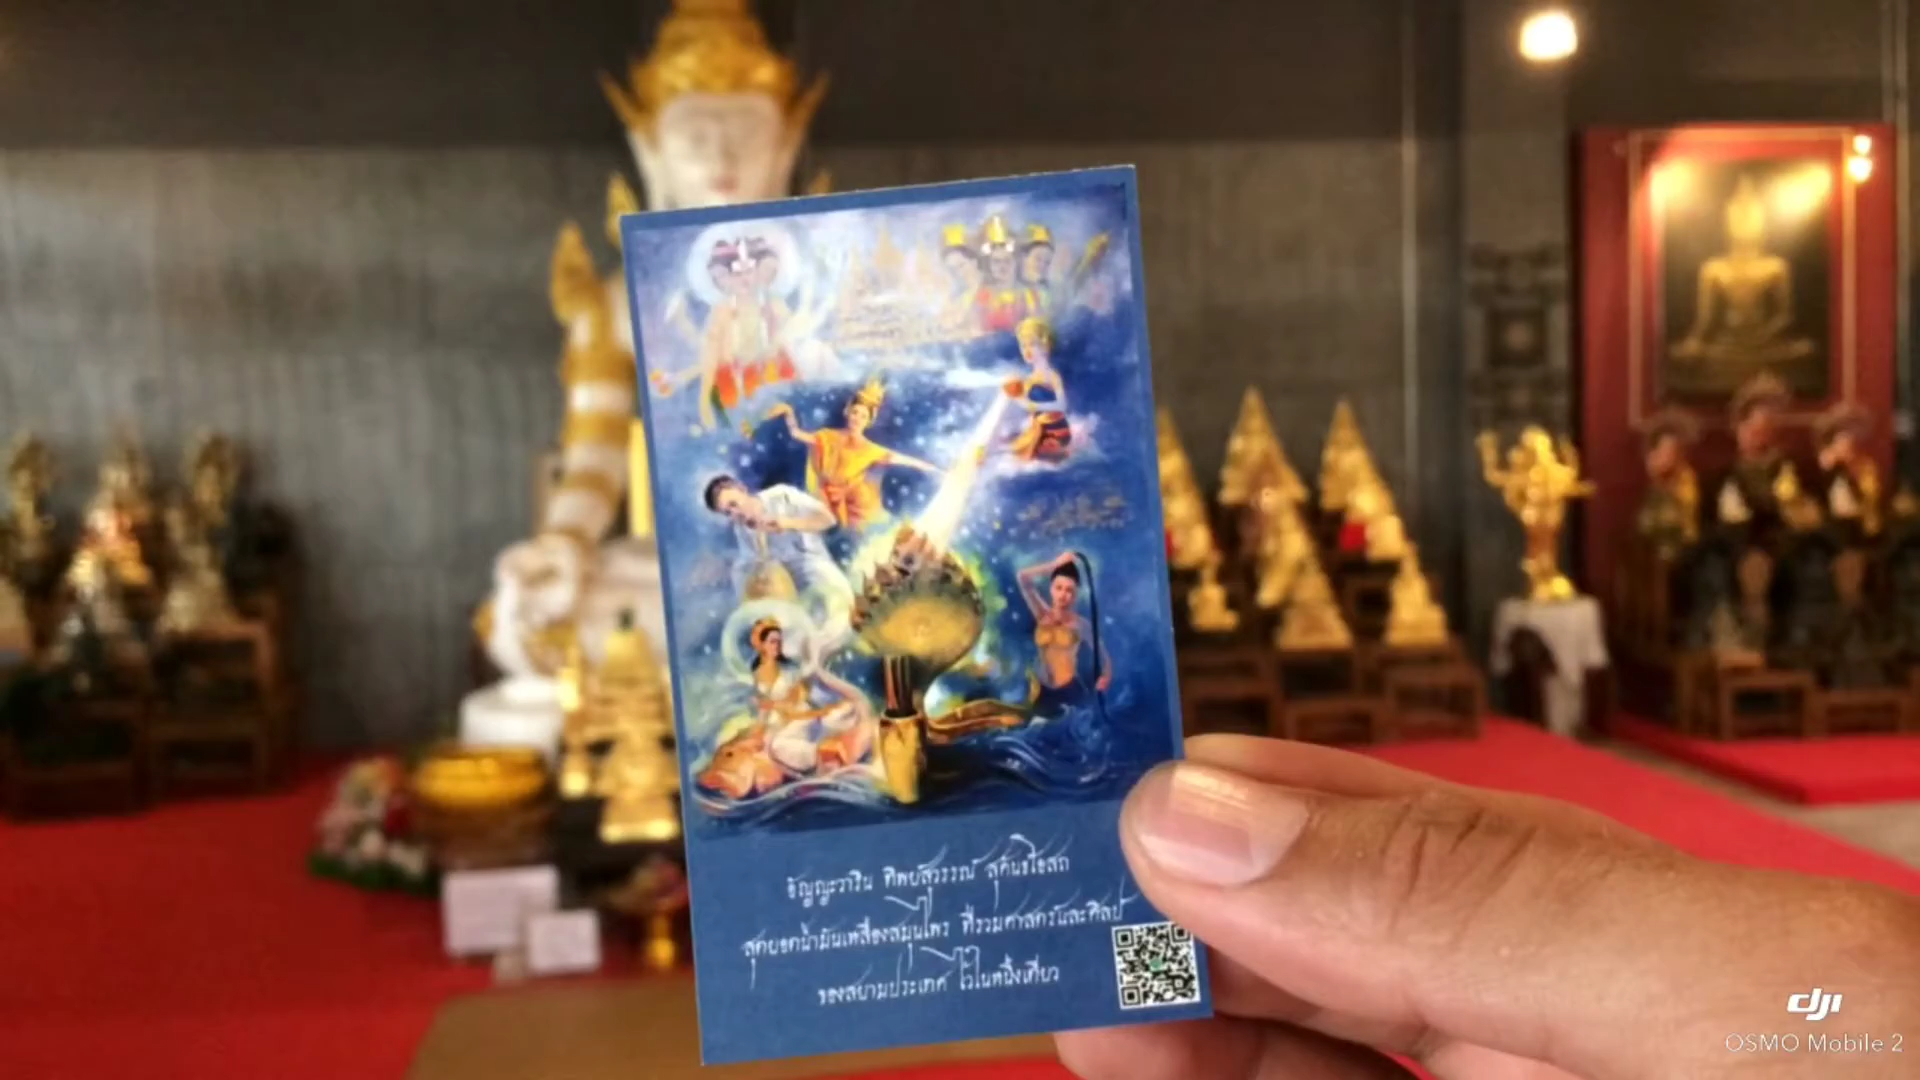 ธัญญะวาริน ทิพย์สุวรรณ์ สุคันธโอสถ
สุดยอดน้ำมันเหลืองสมุนไพร ที่รวมศาสตร์และศิลป์
ของสยามประเทศ ไว้ในหนึ่งเดียว
dji
OSMO Mobile 2